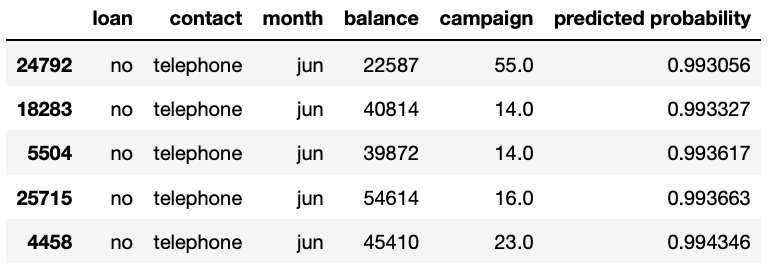 loan contact month balance campaign predicted probability
24792 no telephone jun 22587 55.0 0.993056
18283 no telephone jun 40814 14.0 0.993327
5504 no telephone jun 39872 14.0 0.993617
25715 no telephone jun 54614 16.0 0.993663
4458 no telephone jun 45410 23.0 0.994346